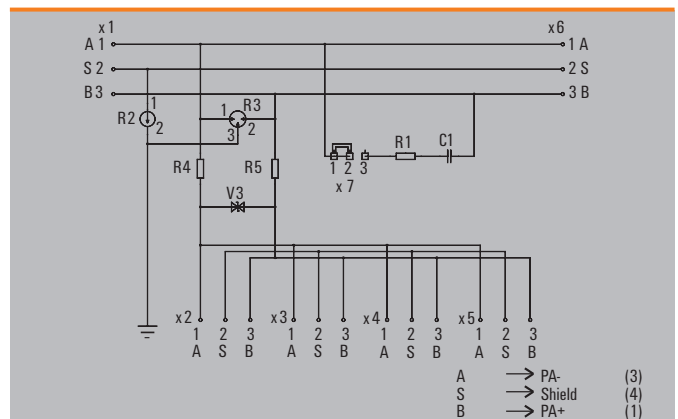 x1 x6
A 1 1 A
S 2 2 S
B 3 3 B
1 R3
R2 1 2
2 3
R1 C1
1 2 3
R4 R5 x 7
V3
x2 x3 x4 x5
1 2 3 1 2 3 1 2 3 1 2 3
A S B A S B A S B A S B
A PA- (3)
S Shield (4)
B PA+ (1)